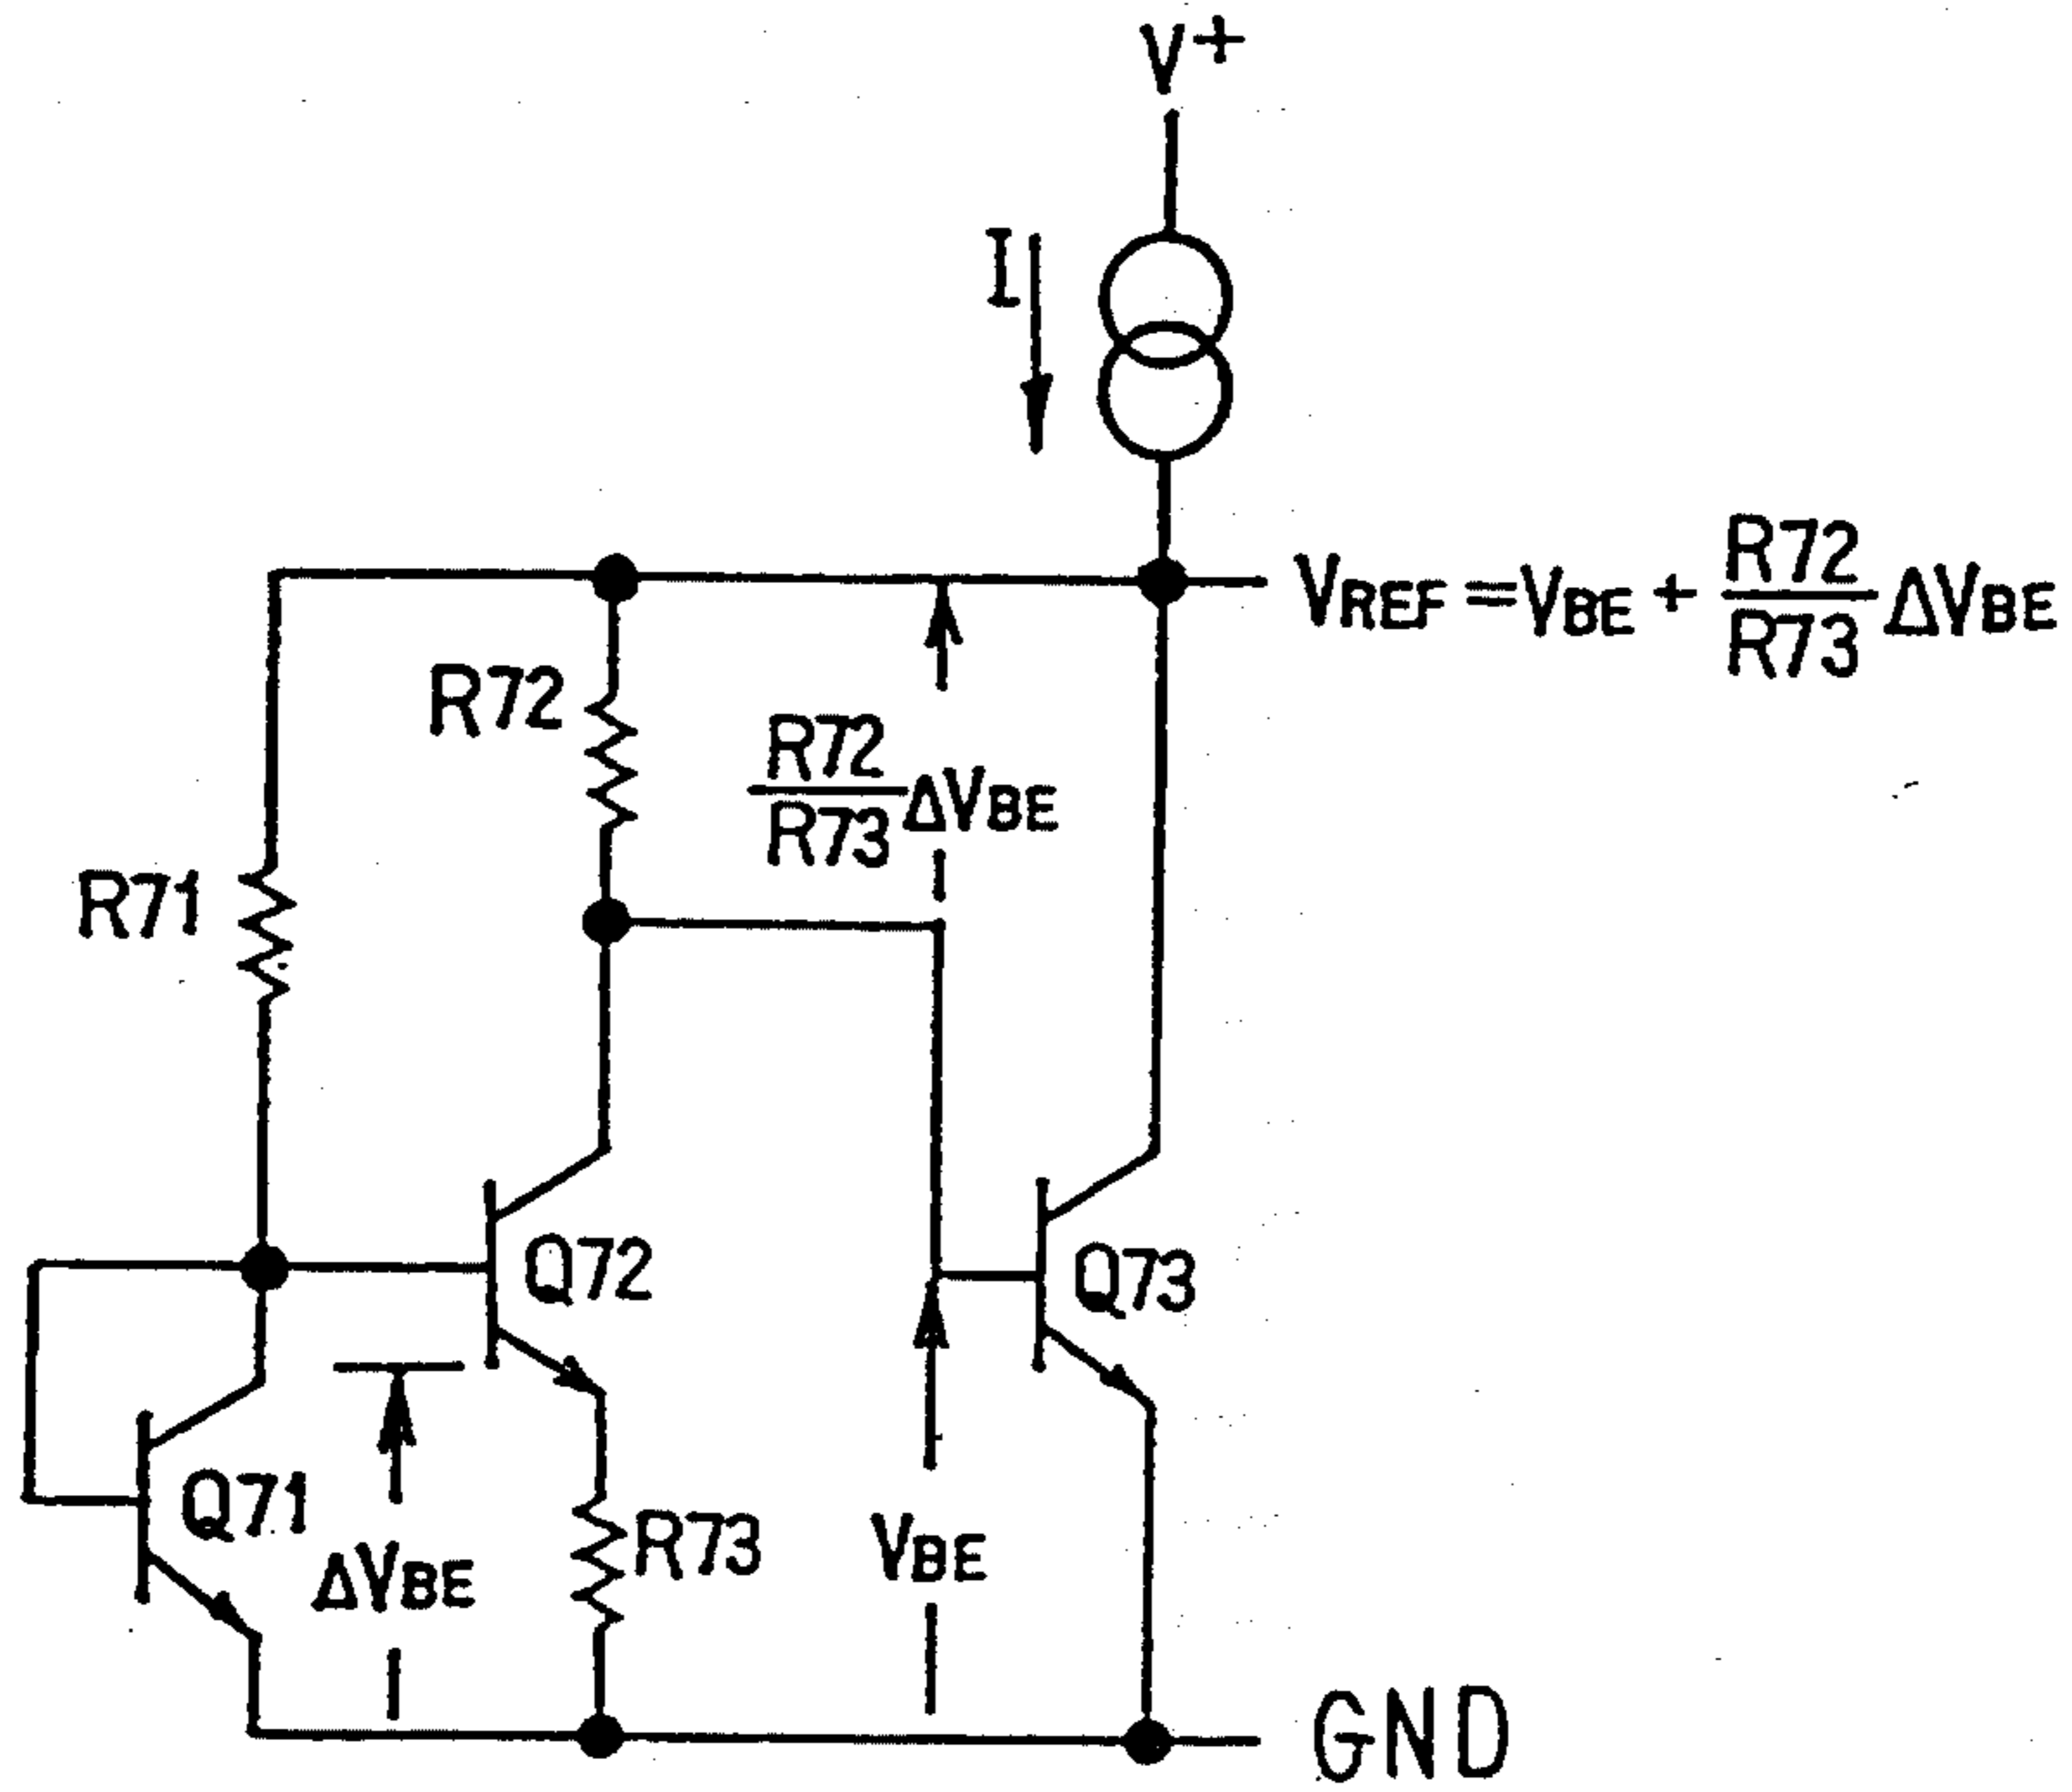 V+
I
VREF = VBE + R72/R73 ΔVBE
R72
R72/R73 ΔVBE
R71
Q72
Q73
Q71
R73
ΔVBE
VBE
GND